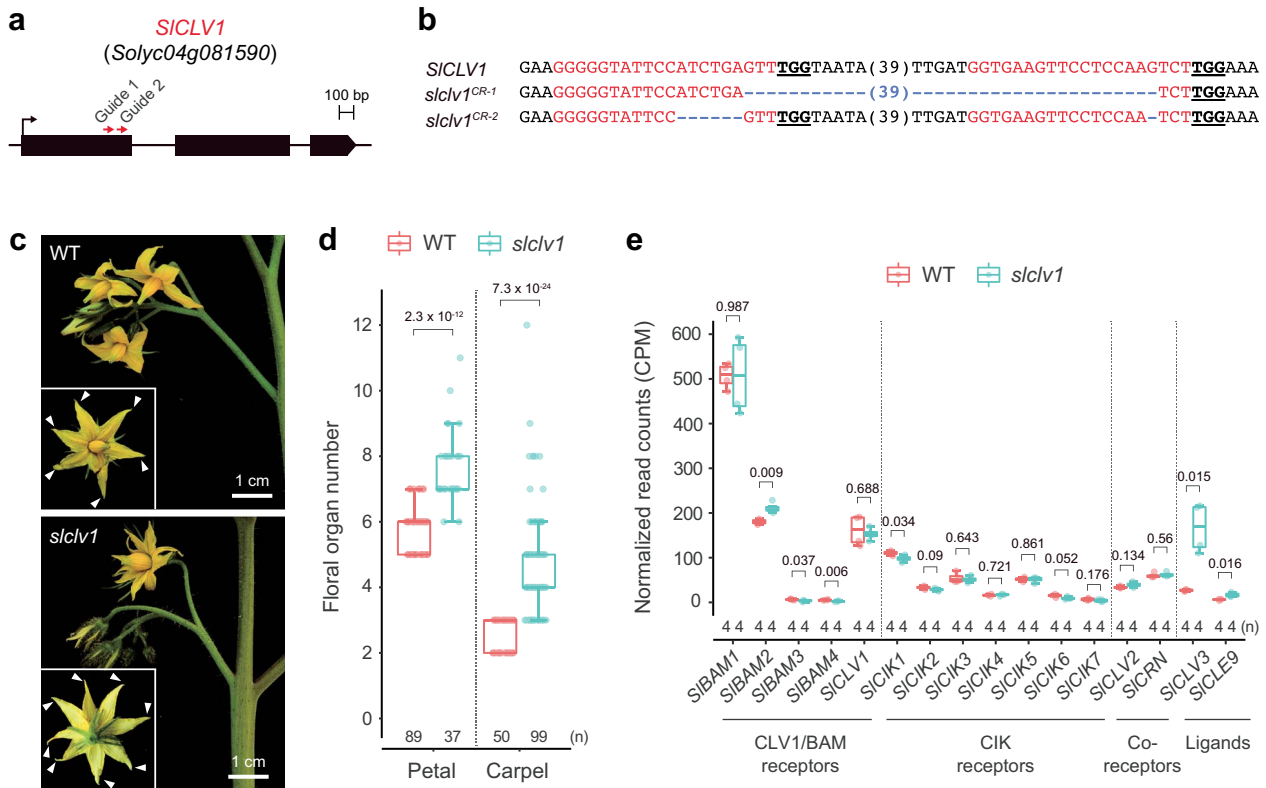 a
SlCLV1
(Solyc04g081590)
Guide 1
Guide 2
100 bp
b
SlCLV1 GAAGGGGGTATTCCATCTGAGTTTGGTAATA(39)TTGATGGTGAAGTTCCTCCAAGTCTTGGAAA
slclv1CR-1 GAAGGGGGTATTCCATCTGA-----------(39)---------------------------TCTTGGAAA
slclv1CR-2 GAAGGGGGTATTCC------GTTTGGTAATA(39)TTGATGGTGAAGTTCCTCCAA-TCTTGGAAA
c
WT
1 cm
slclv1
1 cm
d
WT slclv1
Floral organ number
12
10
8
6
4
2
0
2.3 x 10-12
7.3 x 10-24
89 37 50 99 (n)
Petal Carpel
e
WT slclv1
Normalized read counts (CPM)
600
500
400
300
200
100
0
0.987
0.009
0.037
0.006
0.688
0.034
0.09
0.643
0.721
0.861
0.052
0.176
0.134
0.56
0.015
0.016
4 4 4 4 4 4 4 4 4 4 4 4 4 4 4 4 4 4 4 4 4 4 4 4 4 4 4 4 4 4 4 4 (n)
SlBAM1
SlBAM2
SlBAM3
SlBAM4
SlCLV1
SlCIK1
SlCIK2
SlCIK3
SlCIK4
SlCIK5
SlCIK6
SlCIK7
SlCLV2
SlCRN
SlCLV3
SlCLE9
CLV1/BAM
receptors
CIK
receptors
Co-
receptors
Ligands